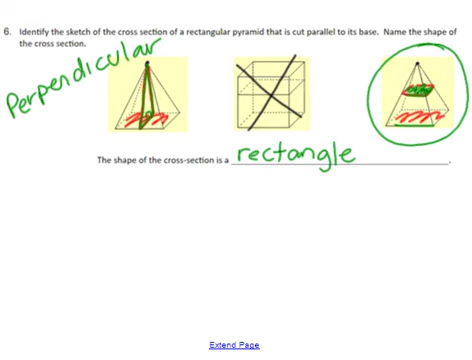 6. Identify the sketch of the cross section of a rectangular pyramid that is cut parallel to its base. Name the shape of
the cross section.
Perpendicular
The shape of the cross-section is a rectangle.
Extend Page